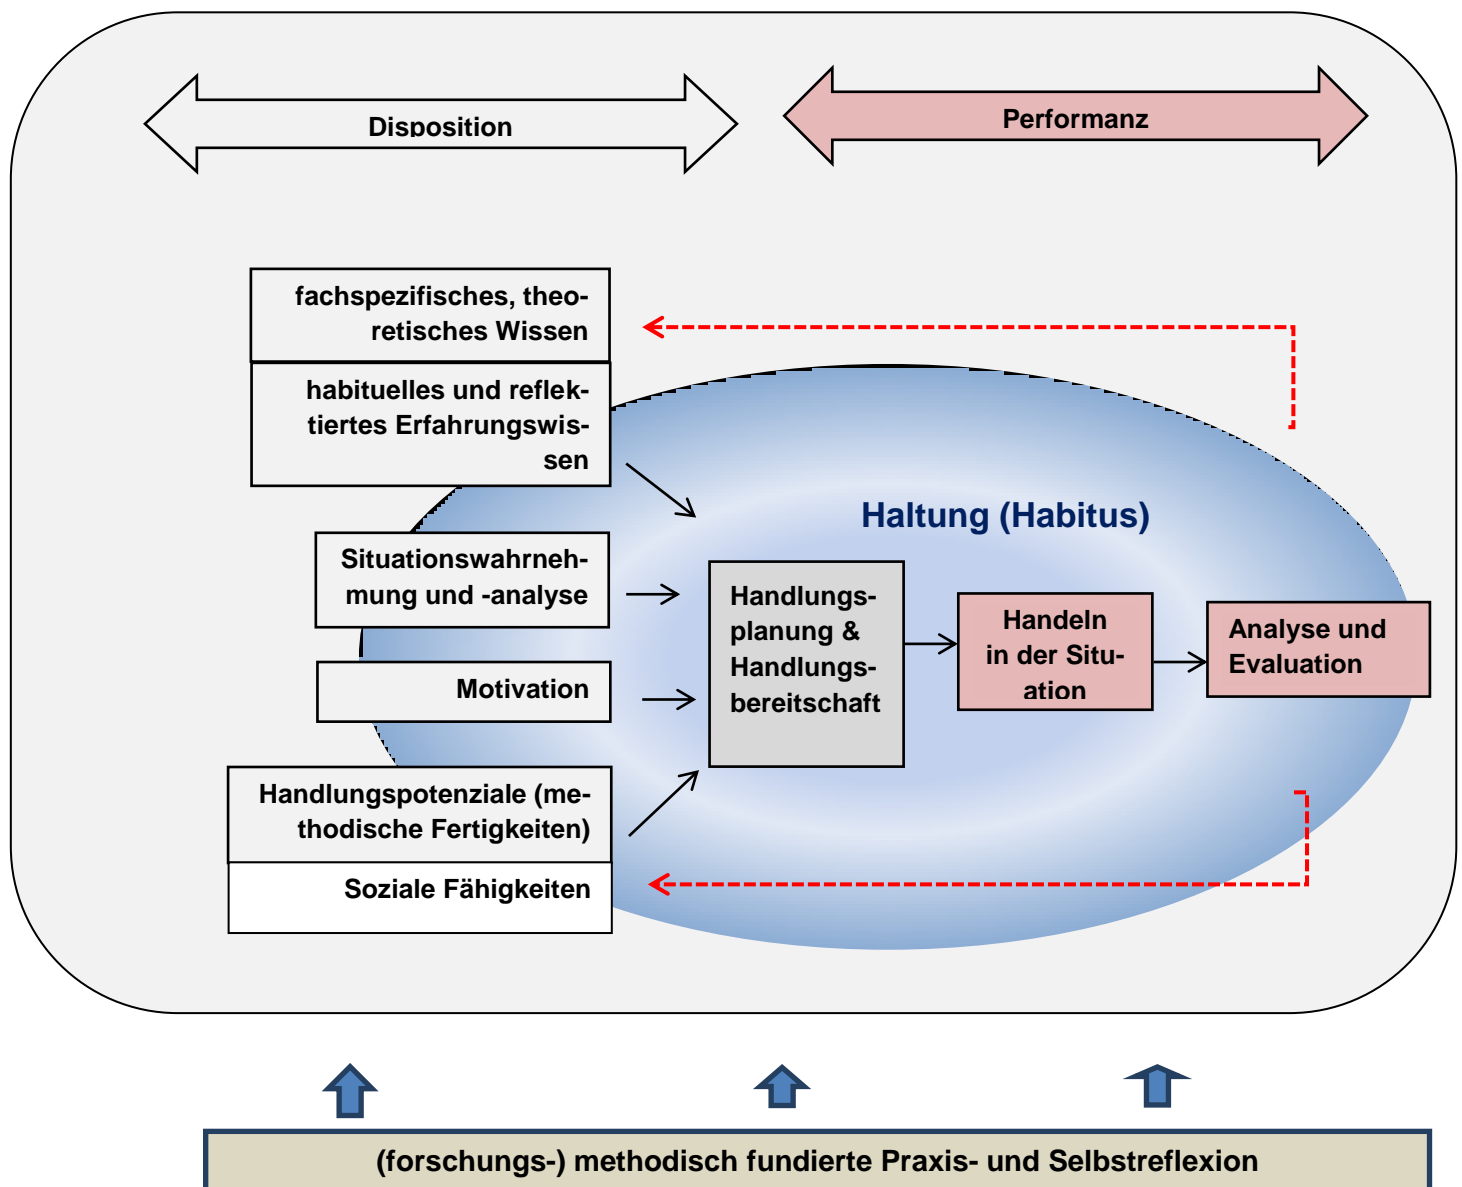 Disposition
Performanz
fachspezifisches, theo-
retisches Wissen
habituelles und reflek-
tiertes Erfahrungswis-
sen
Haltung (Habitus)
Situationswahrneh-
mung und -analyse
Motivation
Handlungspotenziale (me-
thodische Fertigkeiten)
Soziale Fähigkeiten
Handlungs-
planung &
Handlungs-
bereitschaft
Handeln
in der Situ-
ation
Analyse und
Evaluation
(forschungs-) methodisch fundierte Praxis- und Selbstreflexion